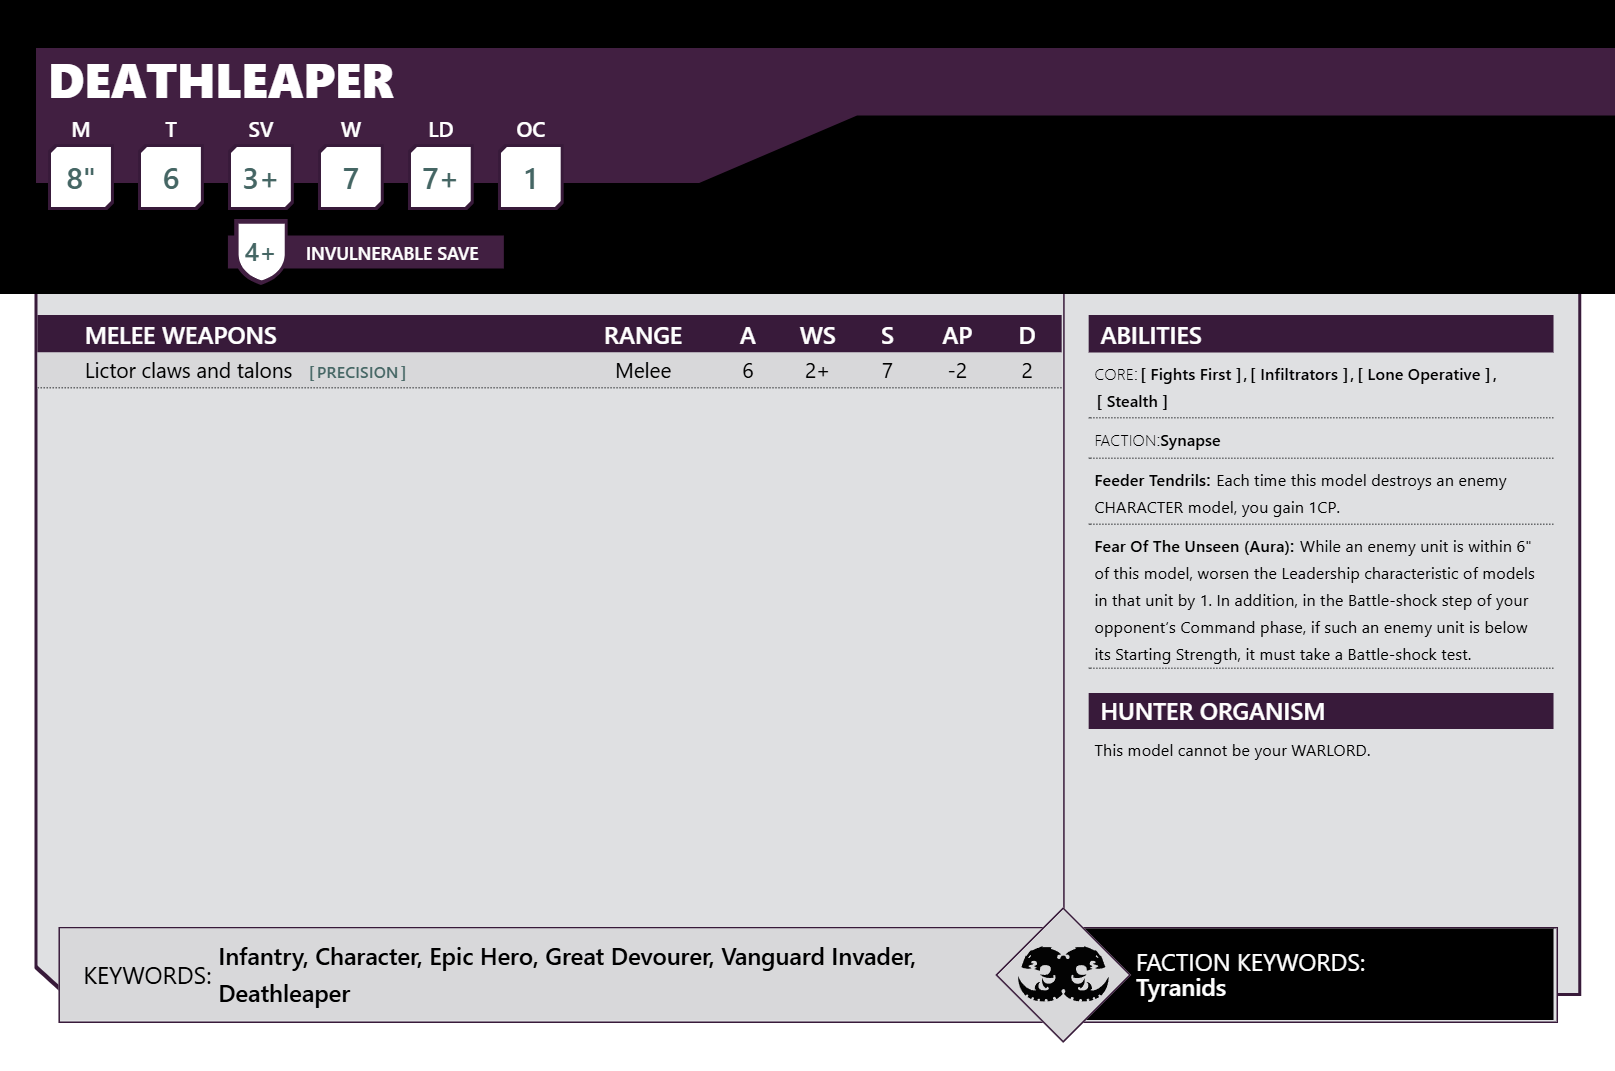 DEATHLEAPER
M T SV W LD OC
8" 6 3+ 7 7+ 1
4+ INVULNERABLE SAVE
MELEE WEAPONS RANGE A WS S AP D
Lictor claws and talons [PRECISION] Melee 6 2+ 7 -2 2
ABILITIES
CORE: [ Fights First ], [ Infiltrators ], [ Lone Operative ],
[ Stealth ]
FACTION:Synapse
Feeder Tendrils: Each time this model destroys an enemy
CHARACTER model, you gain 1CP.
Fear Of The Unseen (Aura): While an enemy unit is within 6"
of this model, worsen the Leadership characteristic of models
in that unit by 1. In addition, in the Battle-shock step of your
opponent's Command phase, if such an enemy unit is below
its Starting Strength, it must take a Battle-shock test.
HUNTER ORGANISM
This model cannot be your WARLORD.
KEYWORDS: Infantry, Character, Epic Hero, Great Devourer, Vanguard Invader,
Deathleaper
FACTION KEYWORDS:
Tyranids